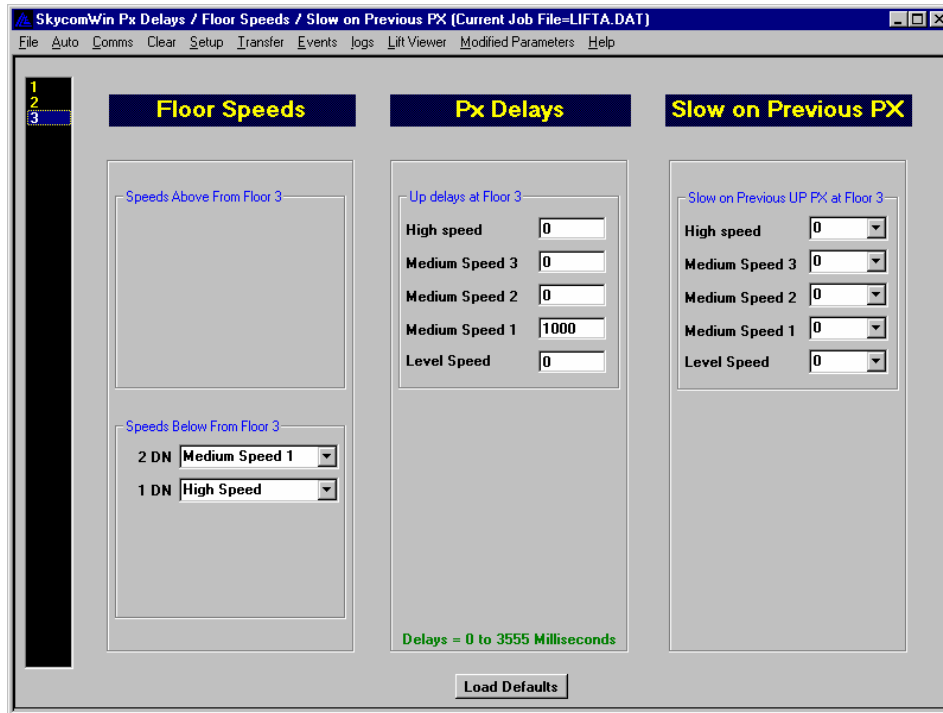 SkycomWin Px Delays / Floor Speeds / Slow on Previous PX (Current Job File=LIFTA.DAT)
File Auto Comms Clear Setup Transfer Events logs Lift Viewer Modified Parameters Help
1
2
3
Floor Speeds
Speeds Above From Floor 3
Speeds Below From Floor 3
2 DN Medium Speed 1
1 DN High Speed
Px Delays
Up delays at Floor 3
High speed 0
Medium Speed 3 0
Medium Speed 2 0
Medium Speed 1 1000
Level Speed 0
Delays = 0 to 3555 Milliseconds
Slow on Previous PX
Slow on Previous UP PX at Floor 3
High speed 0
Medium Speed 3 0
Medium Speed 2 0
Medium Speed 1 0
Level Speed 0
Load Defaults